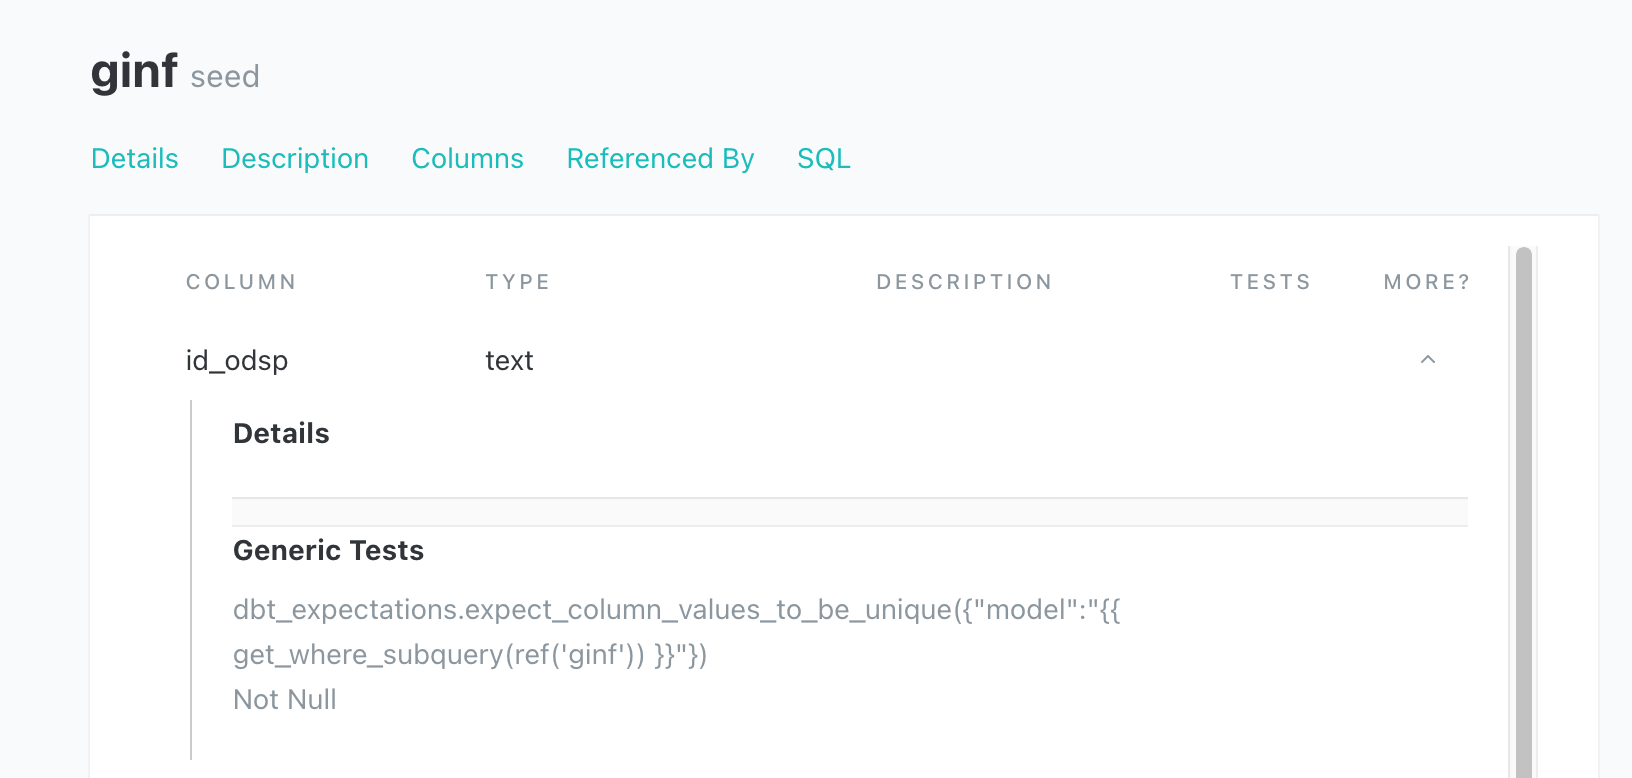 ginf seed
Details Description Columns Referenced By SQL
COLUMN TYPE DESCRIPTION TESTS MORE?
id_odsp text
Details
Generic Tests
dbt_expectations.expect_column_values_to_be_unique({"model":"{{
get_where_subquery(ref('ginf')) }}"})
Not Null